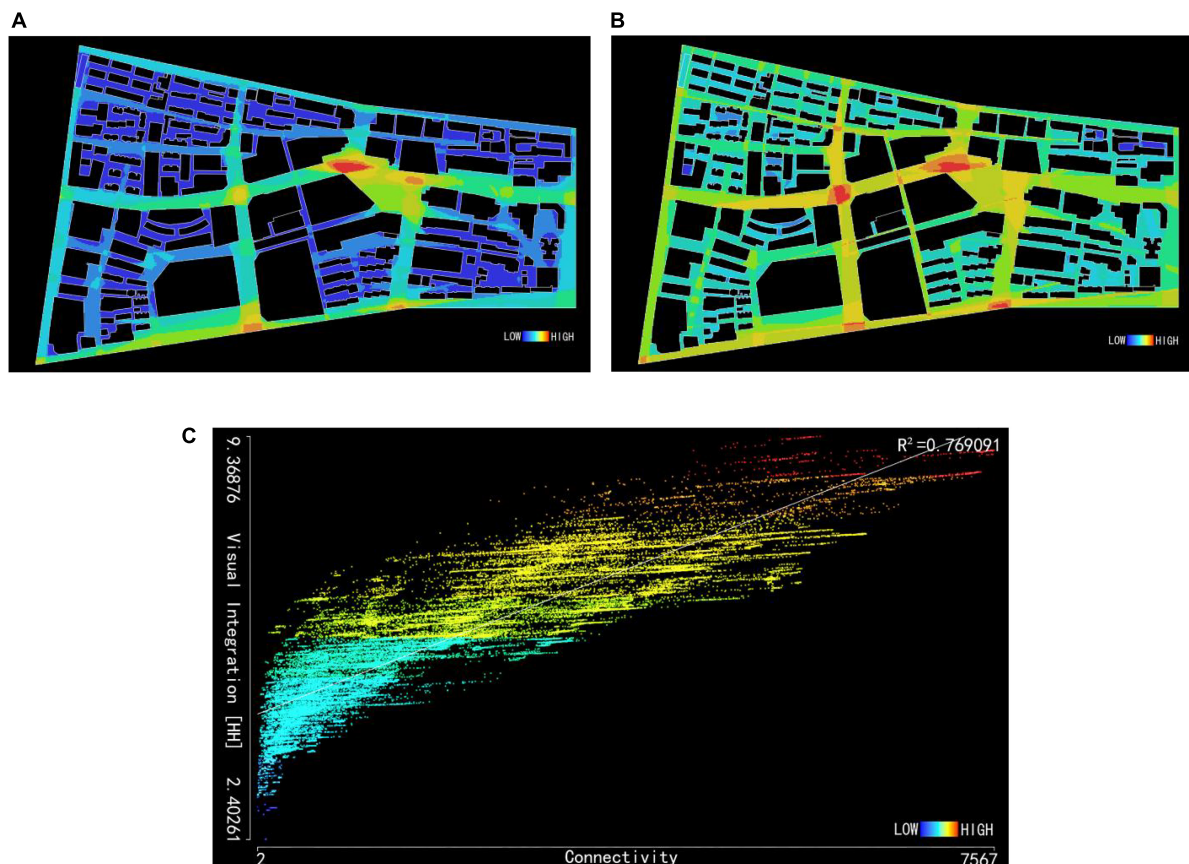 A
B
LOW HIGH
LOW HIGH
C
R²=0.769091
9.36876 Visual Integration [HH] 2.40261
LOW HIGH
2 Connectivity 7567